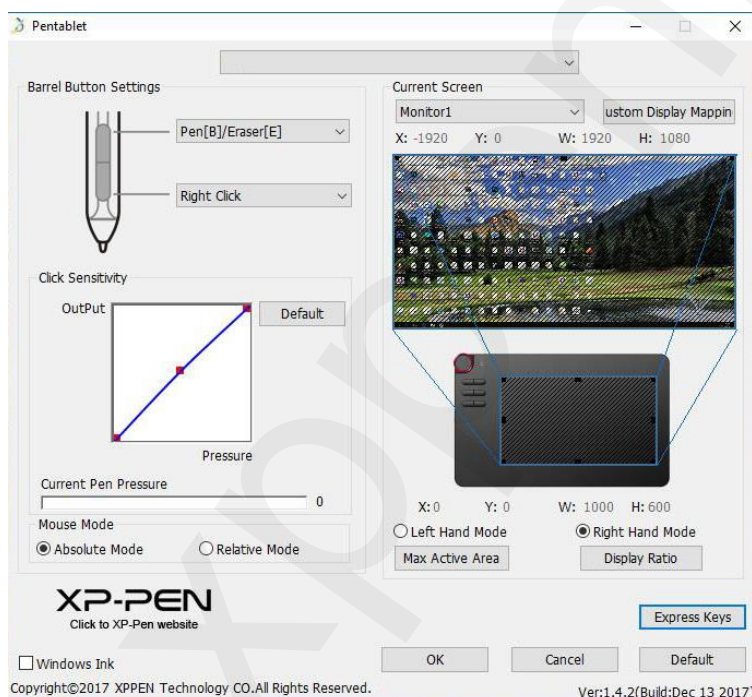 Pentablet
Barrel Button Settings
Pen[B]/Eraser[E]
Right Click
Click Sensitivity
OutPut
Default
Pressure
Current Pen Pressure
0
Mouse Mode
Absolute Mode
Relative Mode
XP-PEN
Click to XP-Pen website
Windows Ink
Copyright©2017 XPPEN Technology CO.All Rights Reserved.
Current Screen
Monitor1
ustom Display Mappin
X: -1920 Y: 0 W: 1920 H: 1080
X: 0 Y: 0 W: 1000 H: 600
Left Hand Mode
Right Hand Mode
Max Active Area
Display Ratio
Express Keys
OK
Cancel
Default
Ver:1.4.2(Build:Dec 13 2017)
xppen